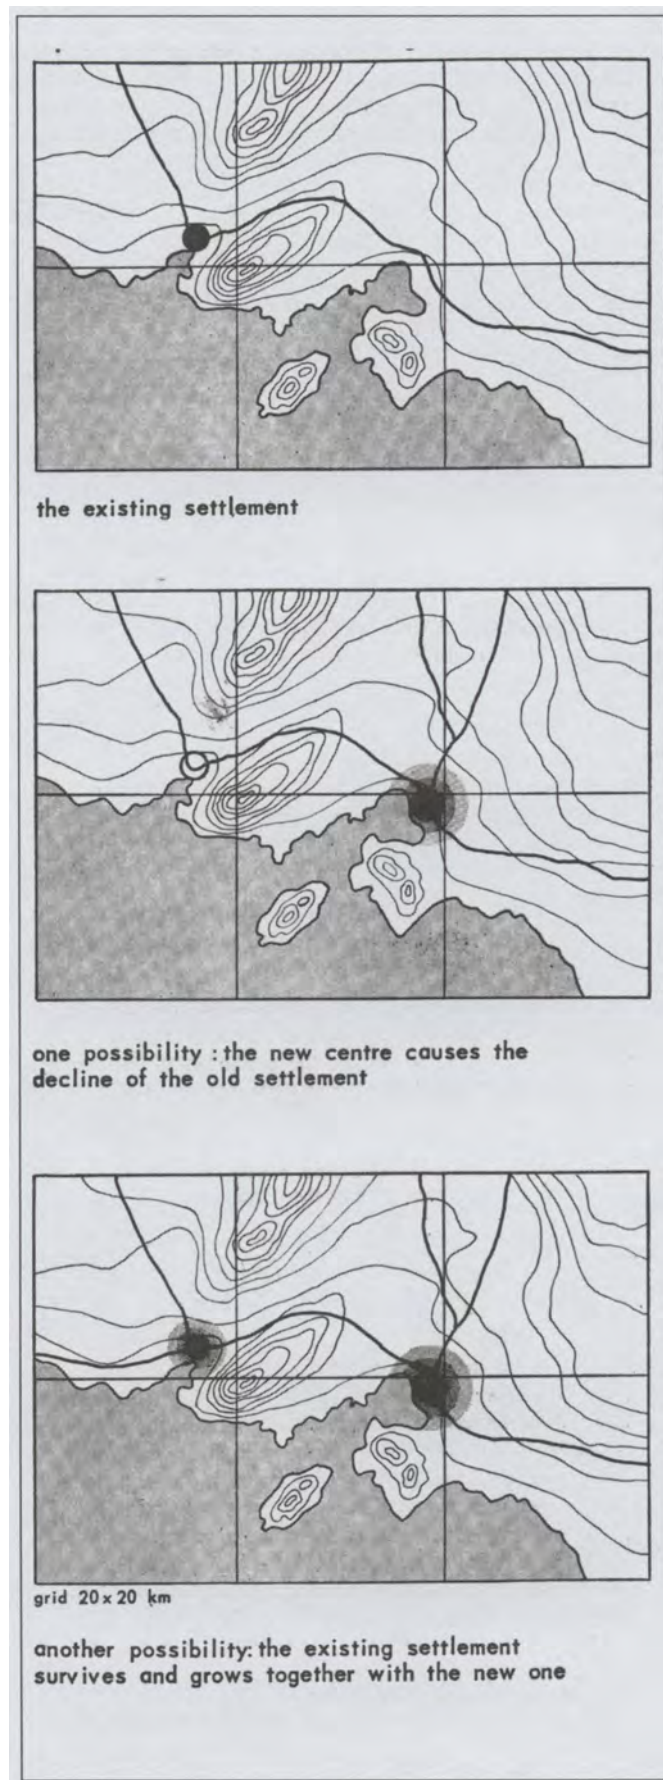 the existing settlement
one possibility : the new centre causes the
decline of the old settlement
grid 20 x 20 km
another possibility: the existing settlement
survives and grows together with the new one